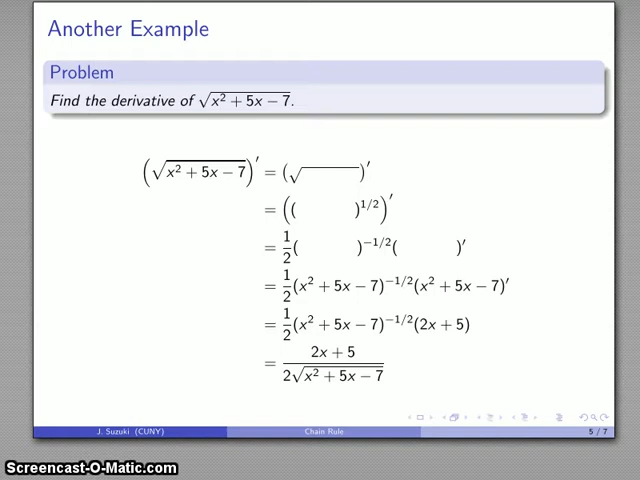 Another Example
Problem
Find the derivative of √x² + 5x − 7.
(√x² + 5x − 7)′ = (√ )′
= (( )^1/2)′
= 1/2( )^−1/2( )′
= 1/2(x² + 5x − 7)^−1/2(x² + 5x − 7)′
= 1/2(x² + 5x − 7)^−1/2(2x + 5)
= 2x + 5 / 2√x² + 5x − 7
J. Suzuki (CUNY) Chain Rule 5 / 7
Screencast-O-Matic.com